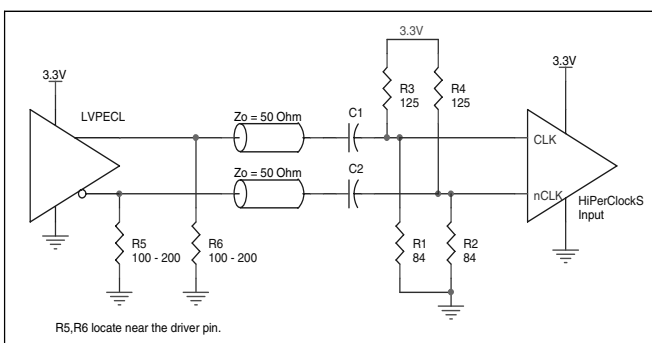 3.3V
3.3V
3.3V
LVPECL
Zo = 50 Ohm
C1
R3
125
R4
125
CLK
Zo = 50 Ohm
C2
nCLK
HiPerClockS
Input
R5
100 - 200
R6
100 - 200
R1
84
R2
84
R5,R6 locate near the driver pin.